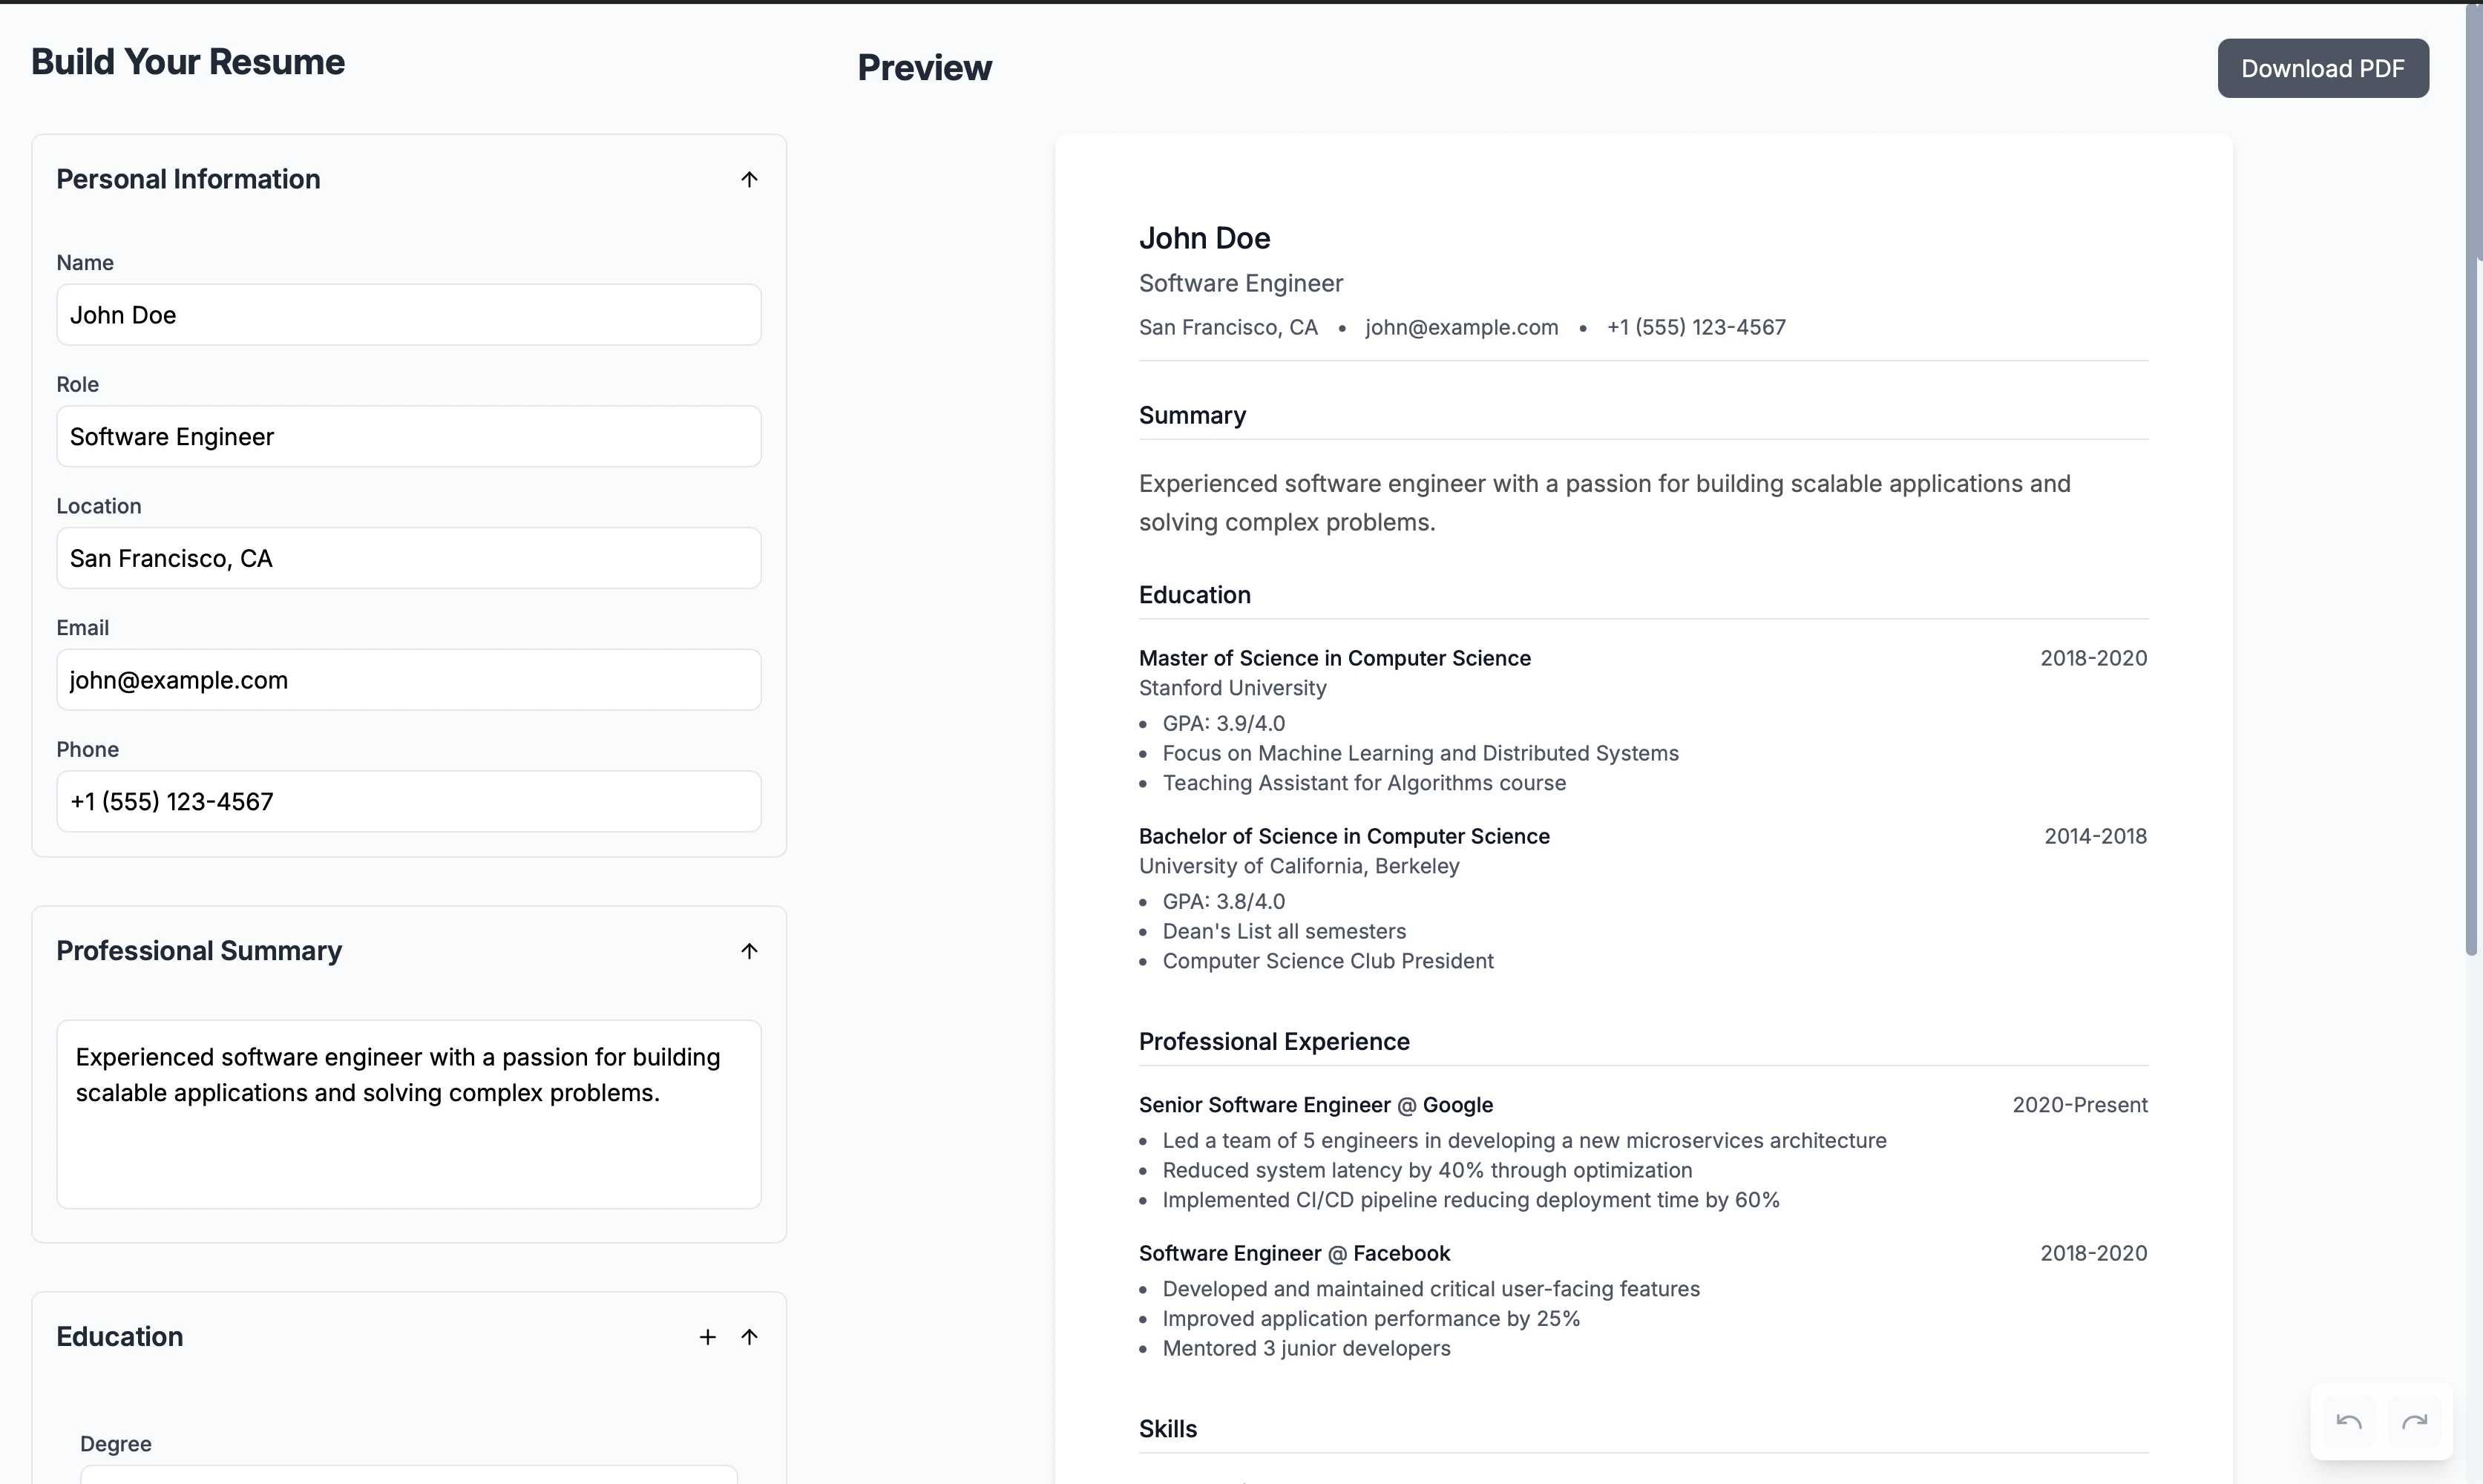 Build Your Resume
Personal Information
Name
John Doe
Role
Software Engineer
Location
San Francisco, CA
Email
john@example.com
Phone
+1 (555) 123-4567
Professional Summary
Experienced software engineer with a passion for building
scalable applications and solving complex problems.
Education
Degree
Preview
Download PDF
John Doe
Software Engineer
San Francisco, CA • john@example.com • +1 (555) 123-4567
Summary
Experienced software engineer with a passion for building scalable applications and
solving complex problems.
Education
Master of Science in Computer Science 2018-2020
Stanford University
• GPA: 3.9/4.0
• Focus on Machine Learning and Distributed Systems
• Teaching Assistant for Algorithms course
Bachelor of Science in Computer Science 2014-2018
University of California, Berkeley
• GPA: 3.8/4.0
• Dean's List all semesters
• Computer Science Club President
Professional Experience
Senior Software Engineer @ Google 2020-Present
• Led a team of 5 engineers in developing a new microservices architecture
• Reduced system latency by 40% through optimization
• Implemented CI/CD pipeline reducing deployment time by 60%
Software Engineer @ Facebook 2018-2020
• Developed and maintained critical user-facing features
• Improved application performance by 25%
• Mentored 3 junior developers
Skills